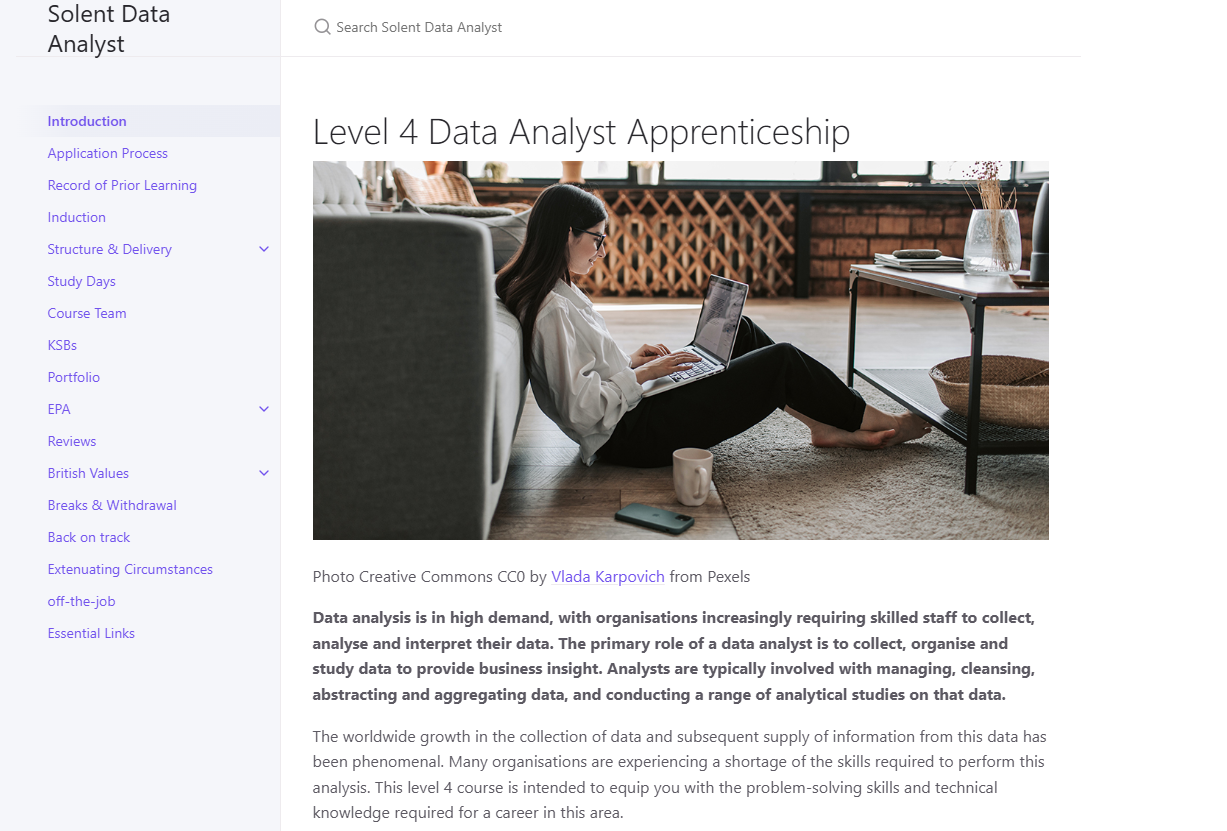 Solent Data
Analyst
Search Solent Data Analyst
Introduction
Application Process
Record of Prior Learning
Induction
Structure & Delivery
Study Days
Course Team
KSBs
Portfolio
EPA
Reviews
British Values
Breaks & Withdrawal
Back on track
Extenuating Circumstances
off-the-job
Essential Links
Level 4 Data Analyst Apprenticeship
Photo Creative Commons CC0 by Vlada Karpovich from Pexels
Data analysis is in high demand, with organisations increasingly requiring skilled staff to collect,
analyse and interpret their data. The primary role of a data analyst is to collect, organise and
study data to provide business insight. Analysts are typically involved with managing, cleansing,
abstracting and aggregating data, and conducting a range of analytical studies on that data.
The worldwide growth in the collection of data and subsequent supply of information from this data has
been phenomenal. Many organisations are experiencing a shortage of the skills required to perform this
analysis. This level 4 course is intended to equip you with the problem-solving skills and technical
knowledge required for a career in this area.